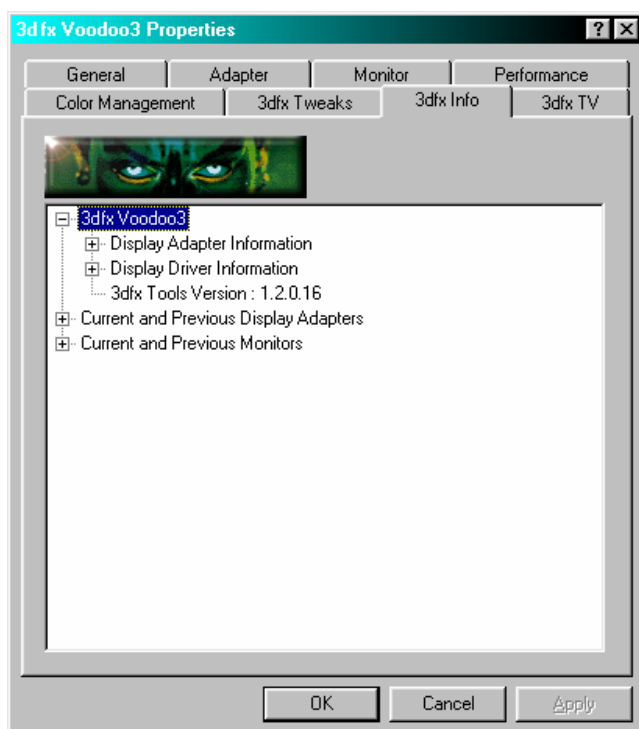 3dfx Voodoo3 Properties
General Adapter Monitor Performance
Color Management 3dfx Tweaks 3dfx Info 3dfx TV
3dfx Voodoo3
Display Adapter Information
Display Driver Information
3dfx Tools Version : 1.2.0.16
Current and Previous Display Adapters
Current and Previous Monitors
OK Cancel Apply